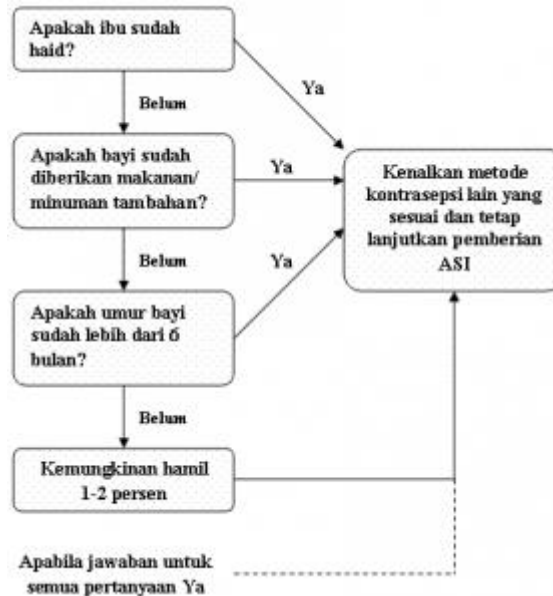 Apakah ibu sudah
haid?
Ya
Belum
Apakah bayi sudah
diberikan makanan/
minuman tambahan?
Ya
Kenalkan metode
kontrasepsi lain yang
sesuai dan tetap
lanjutkan pemberian
ASI
Belum
Ya
Apakah umur bayi
sudah lebih dari 6
bulan?
Belum
Kemungkinan hamil
1-2 persen
Apabila jawaban untuk
semua pertanyaan Ya